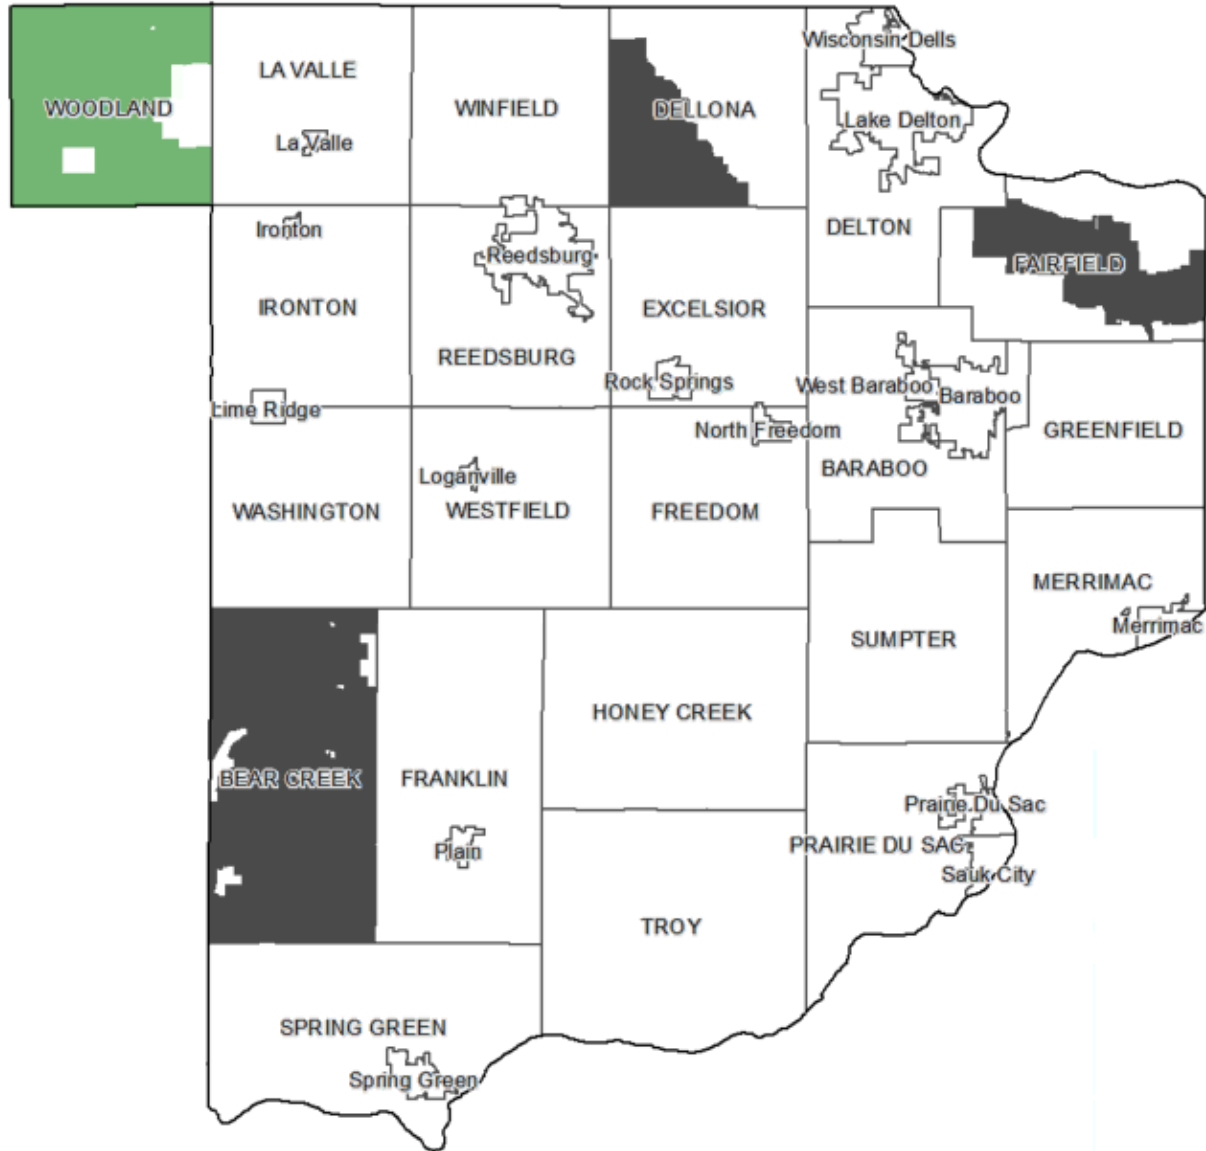 Wisconsin Dells
LA VALLE
WOODLAND
WINFIELD
DELLONA
Lake Delton
La Valle
Ironton
DELTON
Reedsburg
FAIRFIELD
IRONTON
EXCELSIOR
REEDSBURG
Rock Springs
West Baraboo
Baraboo
Lime Ridge
North Freedom
GREENFIELD
BARABOO
Loganville
WASHINGTON
WESTFIELD
FREEDOM
MERRIMAC
Merrimac
SUMPTER
HONEY CREEK
BEAR CREEK
FRANKLIN
Prairie Du Sac
PRAIRIE DU SAC
Plain
Sauk City
TROY
SPRING GREEN
Spring Green